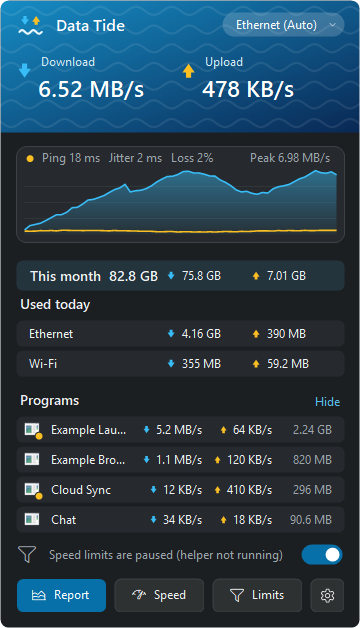 Data Tide
Ethernet (Auto)
Download
Upload
6.52 MB/s
478 KB/s
Ping 18 ms Jitter 2 ms Loss 2% Peak 6.98 MB/s
This month 82.8 GB 75.8 GB 7.01 GB
Used today
Ethernet 4.16 GB 390 MB
Wi-Fi 355 MB 59.2 MB
Programs Hide
Example Lau... 5.2 MB/s 64 KB/s 2.24 GB
Example Bro... 1.1 MB/s 120 KB/s 820 MB
Cloud Sync 12 KB/s 410 KB/s 296 MB
Chat 34 KB/s 18 KB/s 90.6 MB
Speed limits are paused (helper not running)
Report Speed Limits